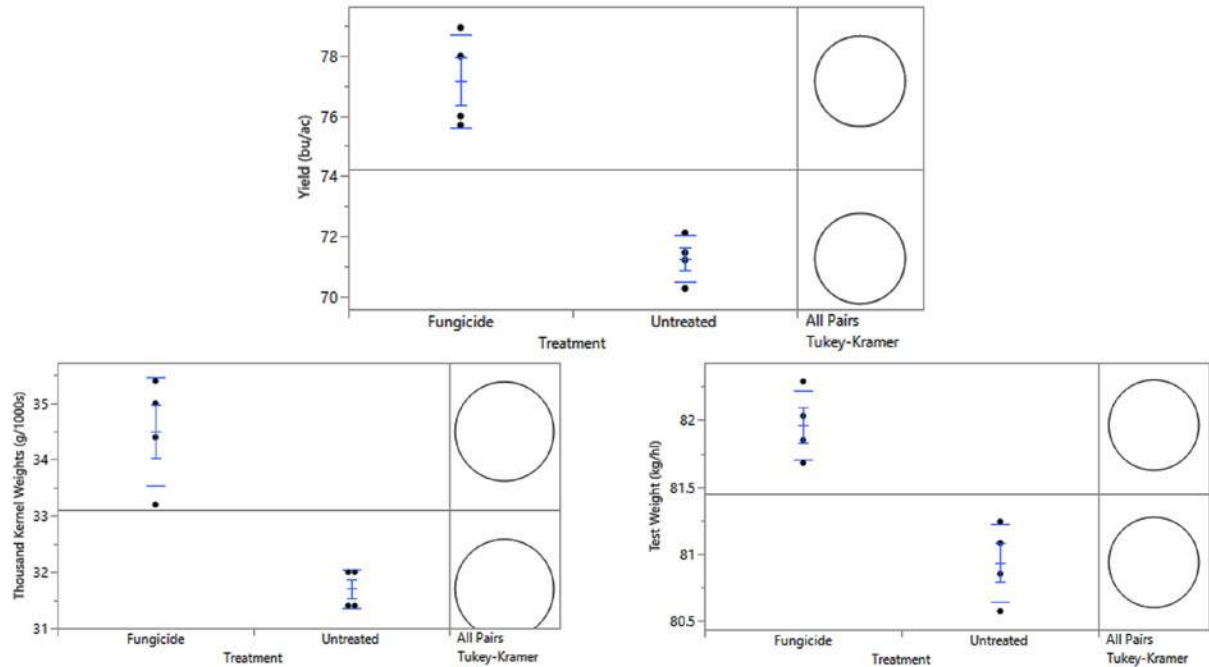 Yield (bu/ac)
78
76
74
72
70
Fungicide
Untreated
Treatment
All Pairs
Tukey-Kramer
Thousand Kernel Weights (g/1000s)
35
34
33
32
31
Fungicide
Untreated
Treatment
All Pairs
Tukey-Kramer
Test Weight (kg/hl)
82
81.5
81
80.5
Fungicide
Untreated
Treatment
All Pairs
Tukey-Kramer